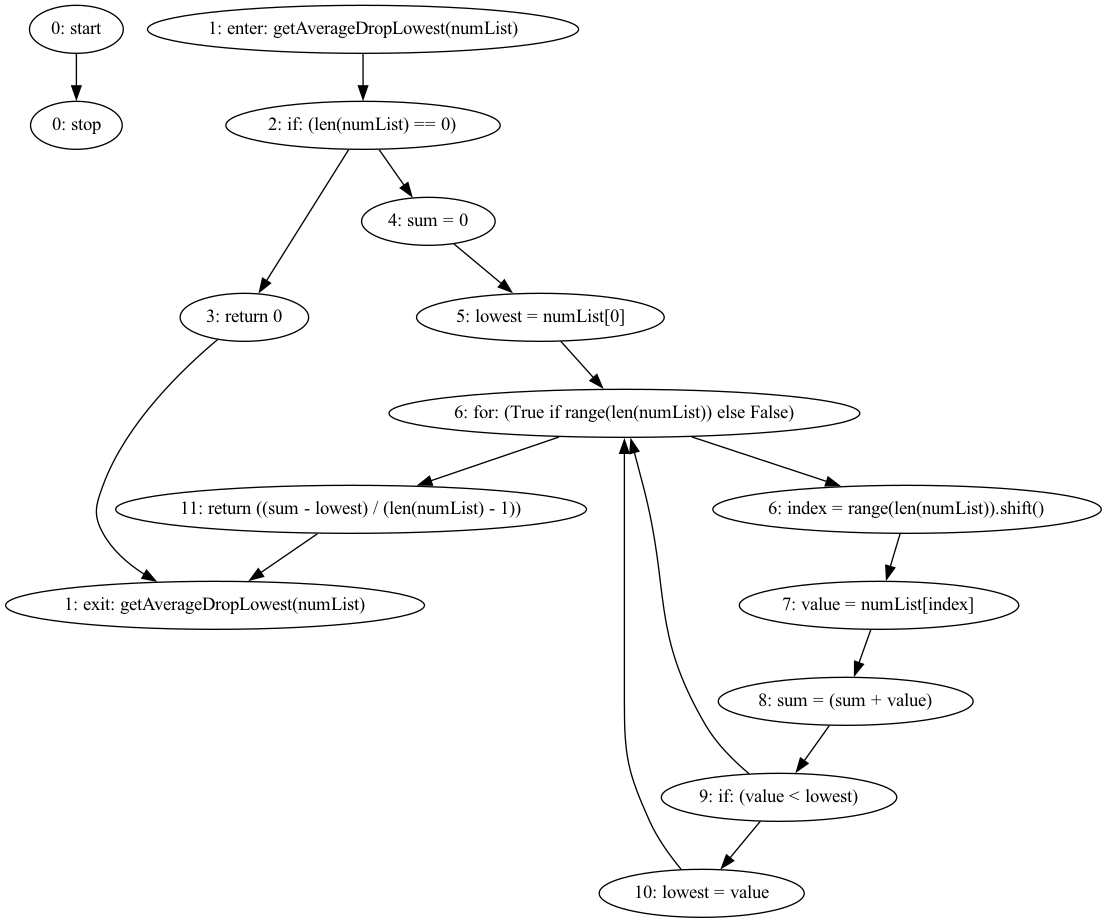 0: start
1: enter: getAverageDropLowest(numList)
0: stop
2: if: (len(numList) == 0)
4: sum = 0
3: return 0
5: lowest = numList[0]
6: for: (True if range(len(numList)) else False)
11: return ((sum - lowest) / (len(numList) - 1))
6: index = range(len(numList)).shift()
1: exit: getAverageDropLowest(numList)
7: value = numList[index]
8: sum = (sum + value)
9: if: (value < lowest)
10: lowest = value